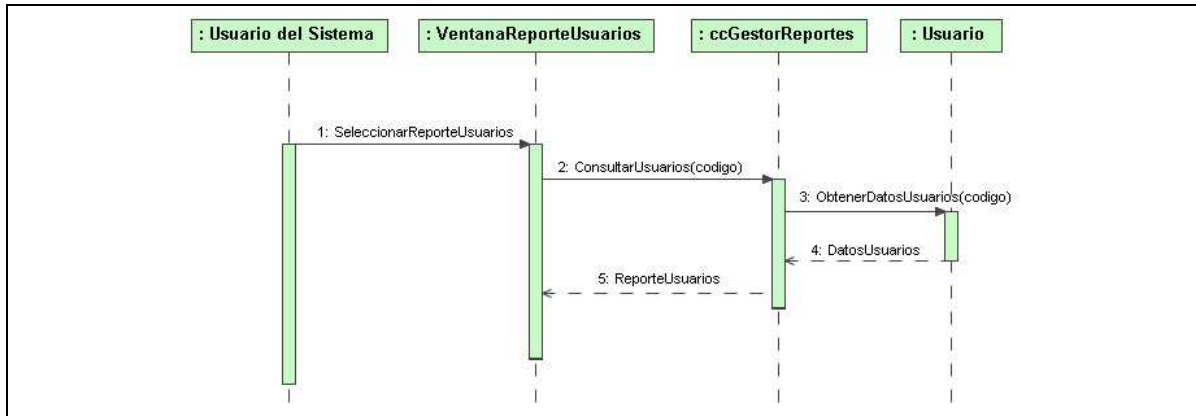 : Usuario del Sistema
: VentanaReporteUsuarios
: ccGestorReportes
: Usuario
1: SeleccionarReporteUsuarios
2: ConsultarUsuarios(codigo)
3: ObtenerDatosUsuarios(codigo)
4: DatosUsuarios
5: ReporteUsuarios